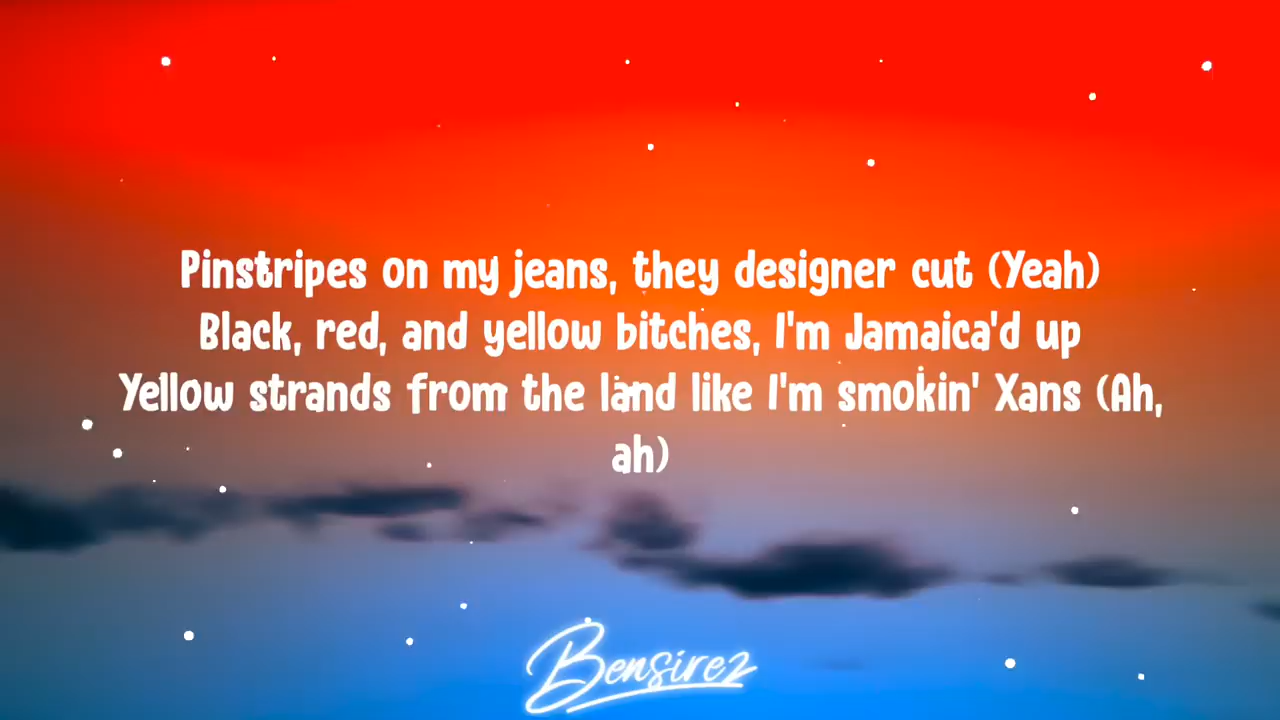 Pinstripes on my jeans, they designer cut (Yeah)
Black, red, and yellow bitches, I'm Jamaica'd up
Yellow strands from the land like I'm smokin' Xans (Ah,
ah)
Bensirez